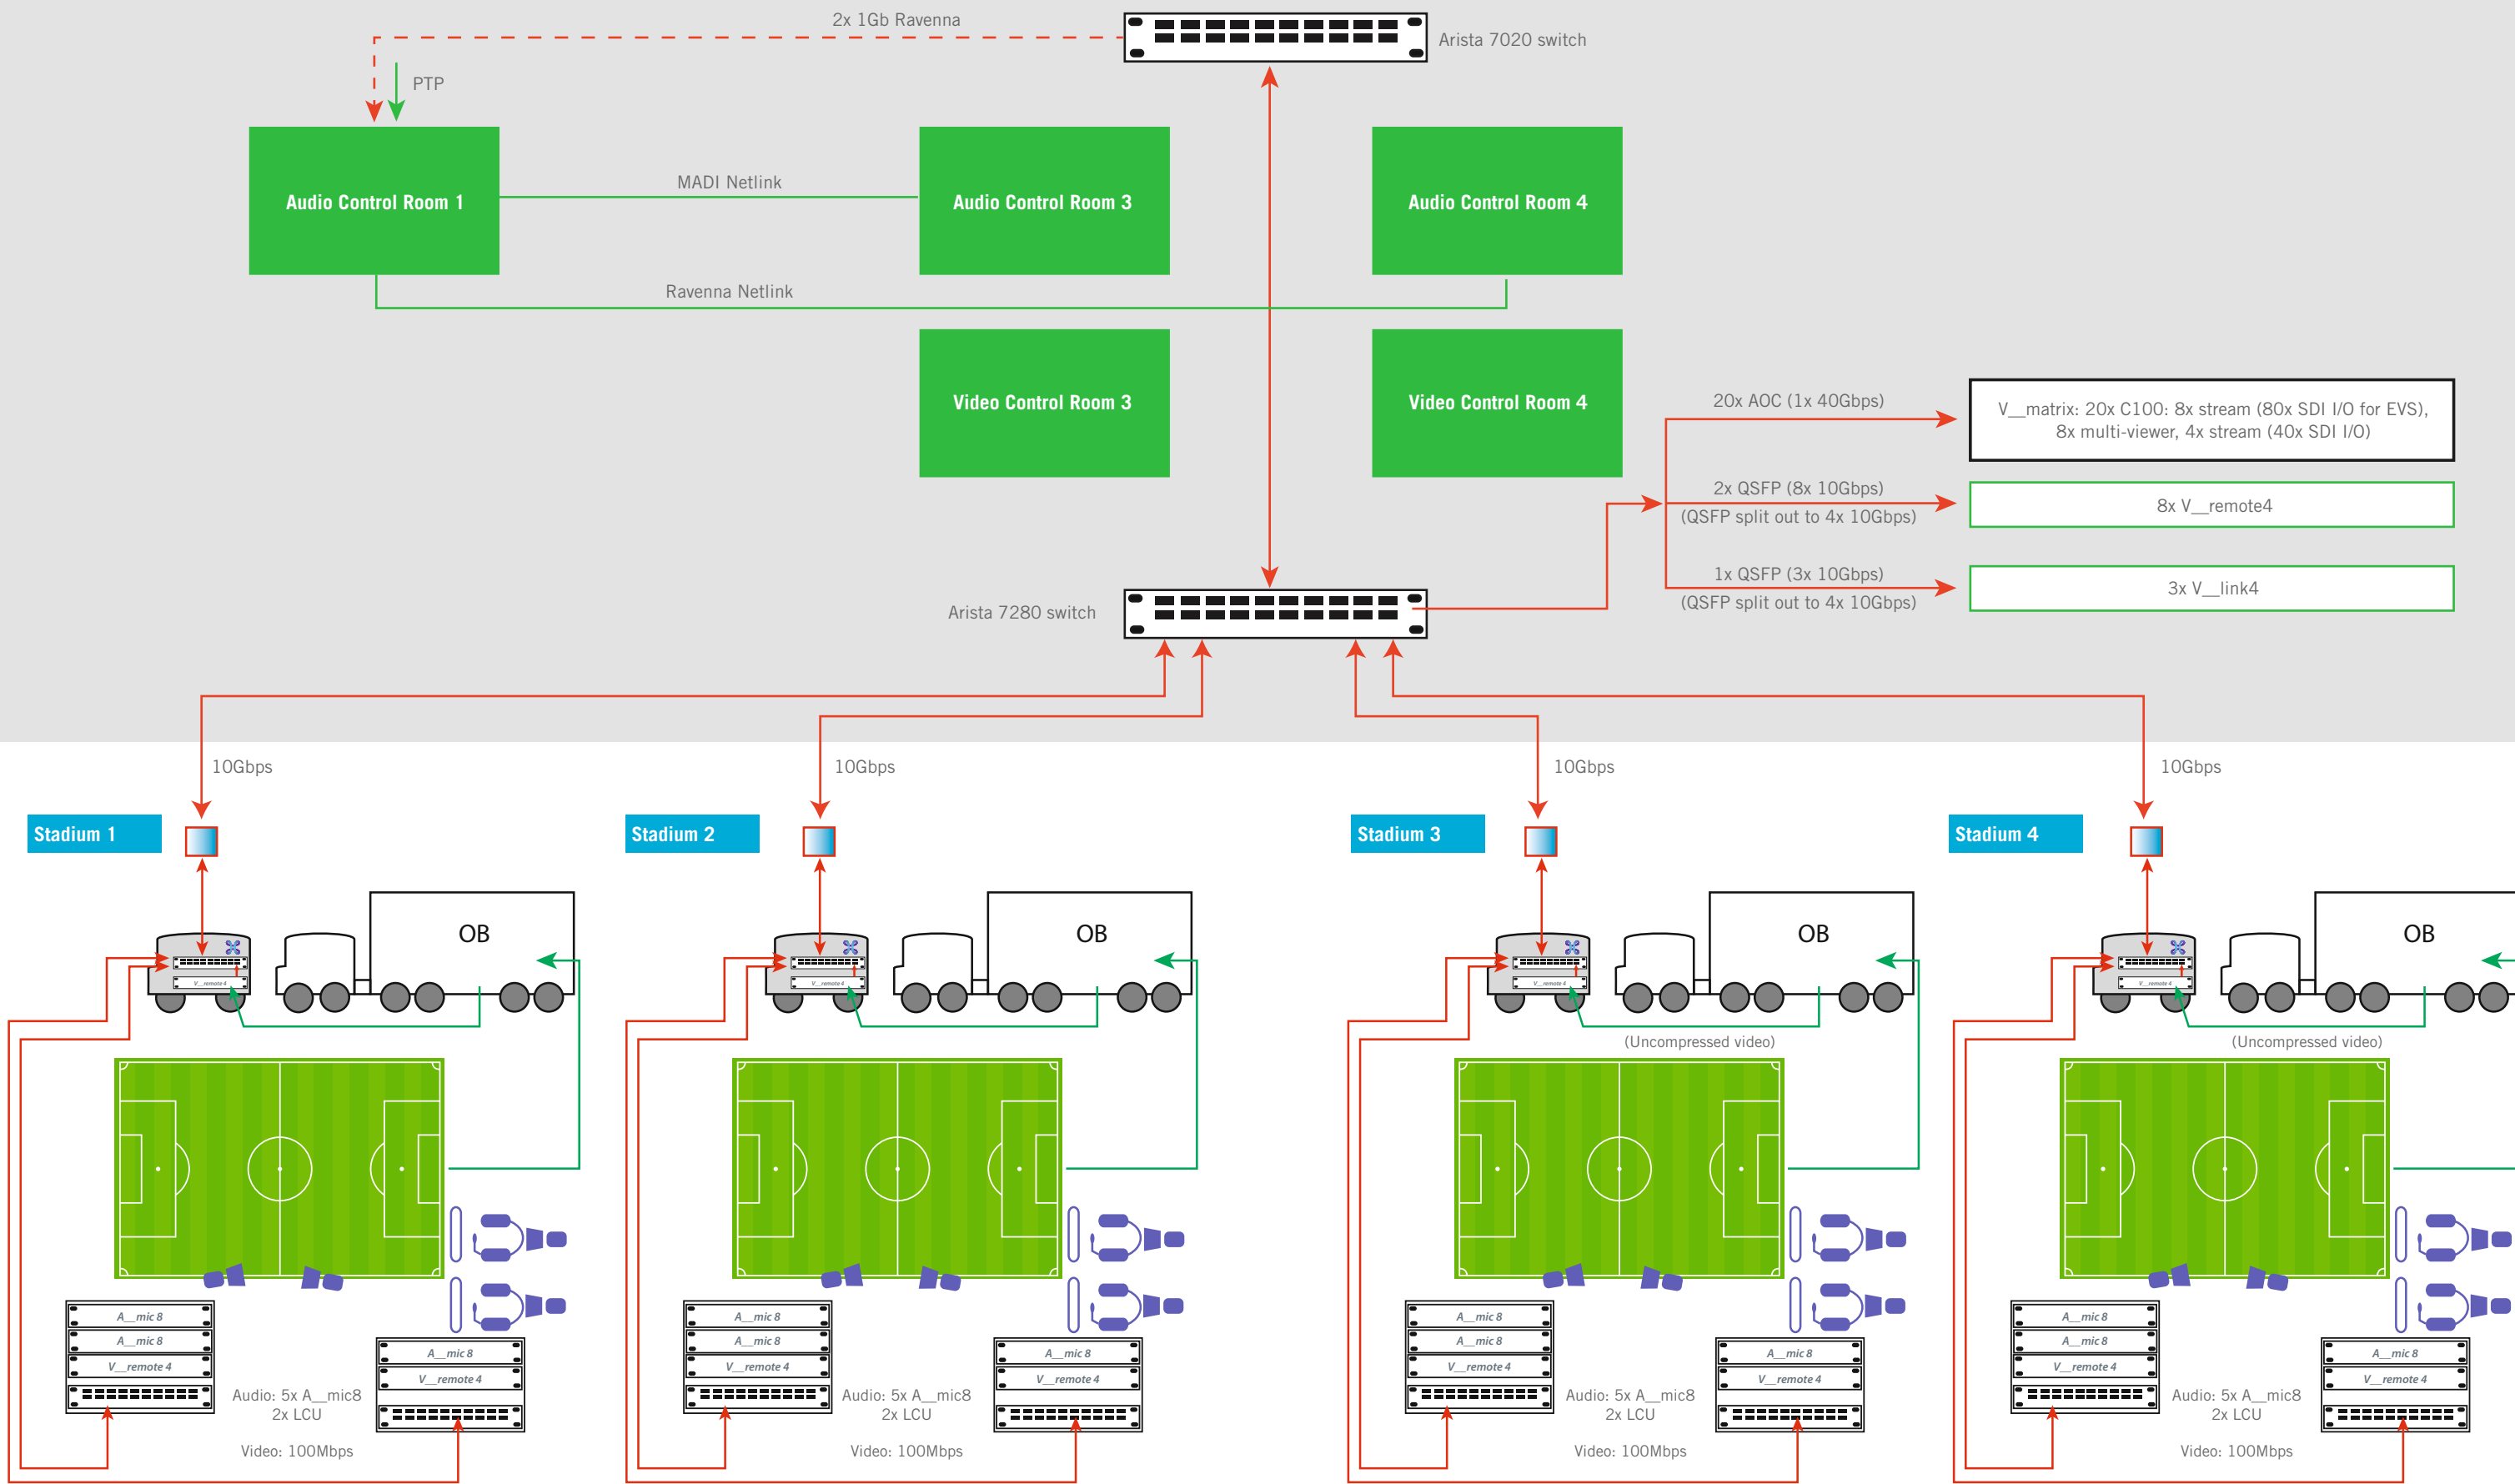 2x 1Gb Ravenna
Arista 7020 switch
PTP
Audio Control Room 1
MADI Netlink
Audio Control Room 3
Audio Control Room 4
Ravenna Netlink
Video Control Room 3
Video Control Room 4
20x AOC (1x 40Gbps)
V__matrix: 20x C100: 8x stream (80x SDI I/O for EVS),
8x multi-viewer, 4x stream (40x SDI I/O)
2x QSFP (8x 10Gbps)
(QSFP split out to 4x 10Gbps)
8x V__remote4
1x QSFP (3x 10Gbps)
(QSFP split out to 4x 10Gbps)
3x V__link4
Arista 7280 switch
10Gbps
10Gbps
10Gbps
10Gbps
Stadium 1
Stadium 2
Stadium 3
Stadium 4
OB
OB
OB
OB
V__remote 4
V__remote 4
V__remote 4
V__remote 4
(Uncompressed video)
(Uncompressed video)
A__mic 8
A__mic 8
V__remote 4
A__mic 8
V__remote 4
Audio: 5x A__mic8
2x LCU
Video: 100Mbps
A__mic 8
A__mic 8
V__remote 4
A__mic 8
V__remote 4
Audio: 5x A__mic8
2x LCU
Video: 100Mbps
A__mic 8
A__mic 8
V__remote 4
A__mic 8
V__remote 4
Audio: 5x A__mic8
2x LCU
Video: 100Mbps
A__mic 8
A__mic 8
V__remote 4
A__mic 8
V__remote 4
Audio: 5x A__mic8
2x LCU
Video: 100Mbps